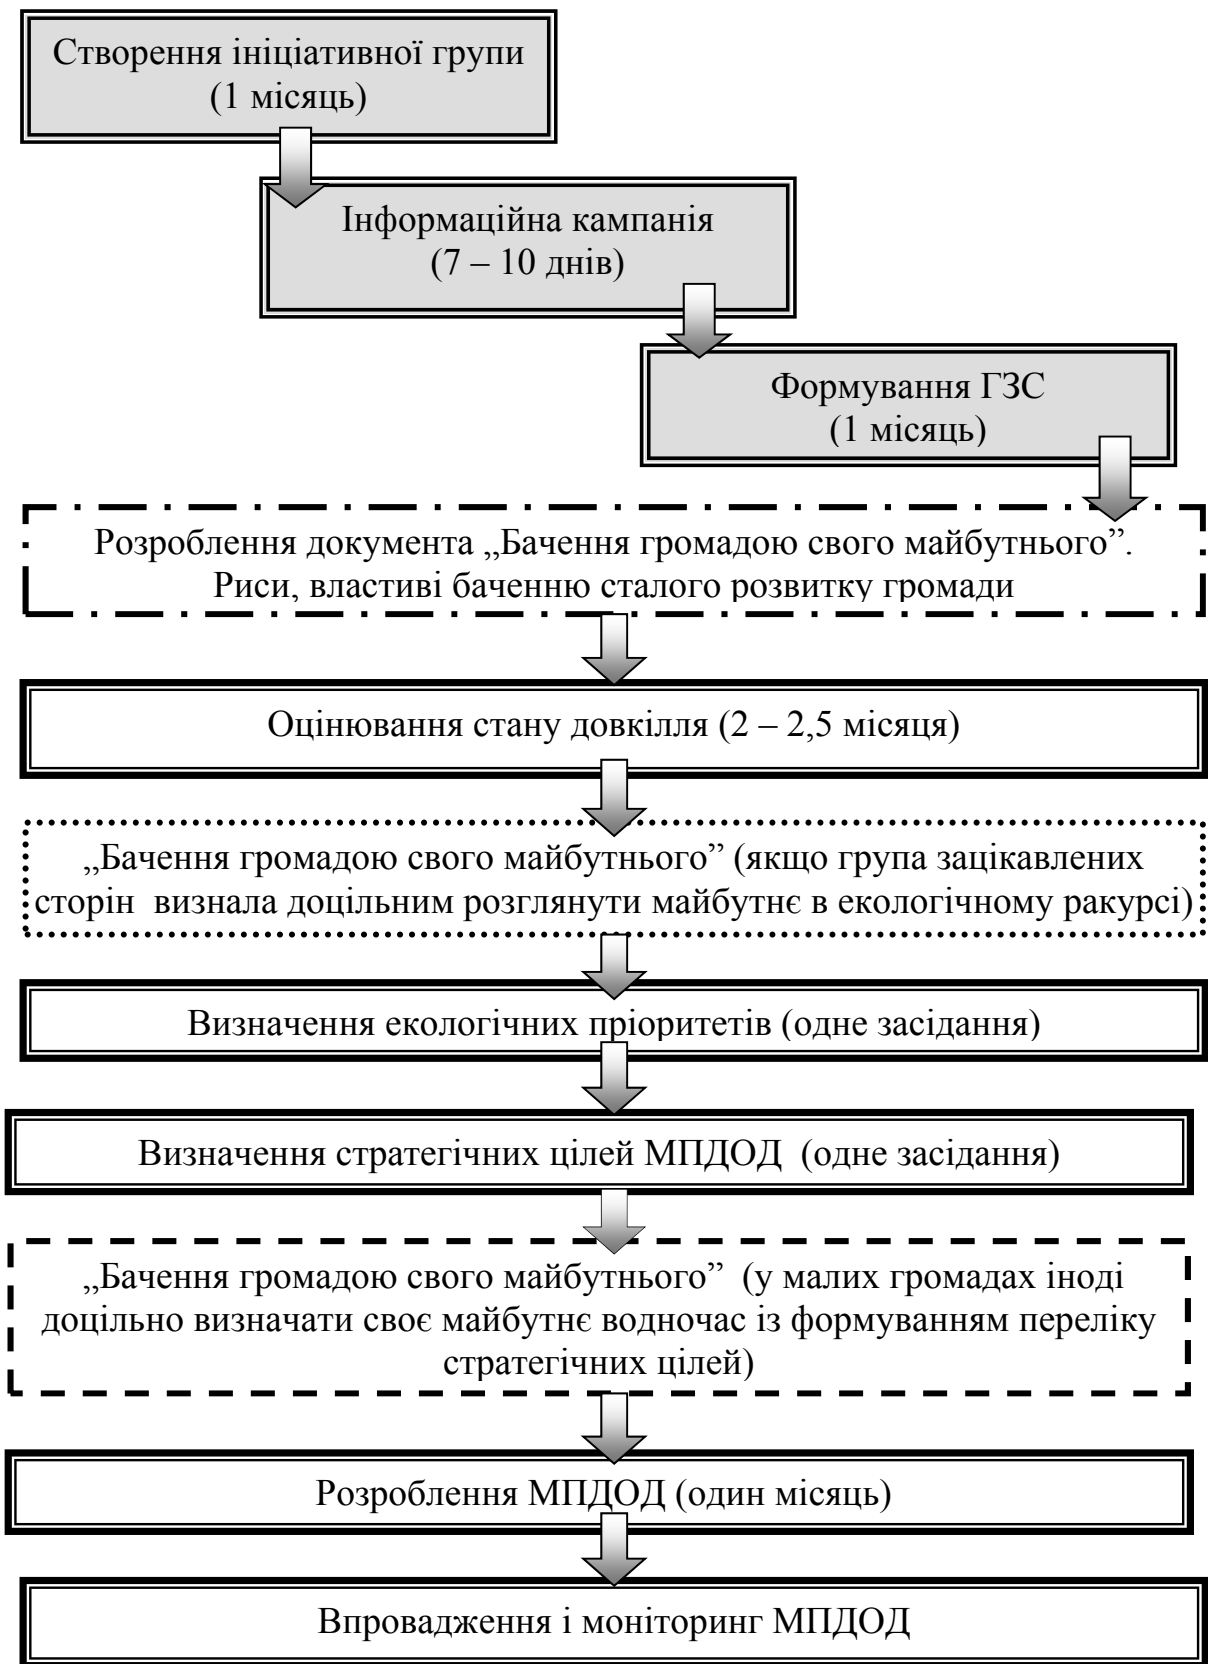 Створення ініціативної групи
(1 місяць)
Інформаційна кампанія
(7 – 10 днів)
Формування ГЗС
(1 місяць)
Розроблення документа „Бачення громадою свого майбутнього”.
Риси, властиві баченню сталого розвитку громади
Оцінювання стану довкілля (2 – 2,5 місяця)
„Бачення громадою свого майбутнього” (якщо група зацікавлених
сторін визнала доцільним розглянути майбутнє в екологічному ракурсі)
Визначення екологічних пріоритетів (одне засідання)
Визначення стратегічних цілей МПДОД (одне засідання)
„Бачення громадою свого майбутнього” (у малих громадах іноді
доцільно визначати своє майбутнє водночас із формуванням переліку
стратегічних цілей)
Розроблення МПДОД (один місяць)
Впровадження і моніторинг МПДОД